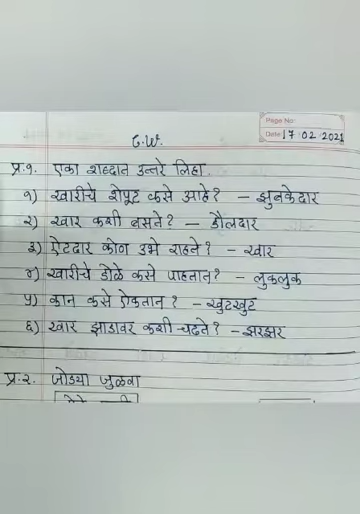 Page No:
Date: 17 02 2021
C.W.
प्र.१. एका शब्दात उत्तरे लिहा.
१) खारीचे शेपूट कसे आहे? – झुबकेदार
२) खार कशी बसते? – डौलदार
३) ऐटदार कोण उभे राहते? – खार
४) खारीचे डोळे कसे पाहतात? – लुकलुक
५) कान कसे ऐकतात? – खुटखुट
६) खार झाडावर कशी चढते? – झरझर
प्र.२. जोड्या जुळवा